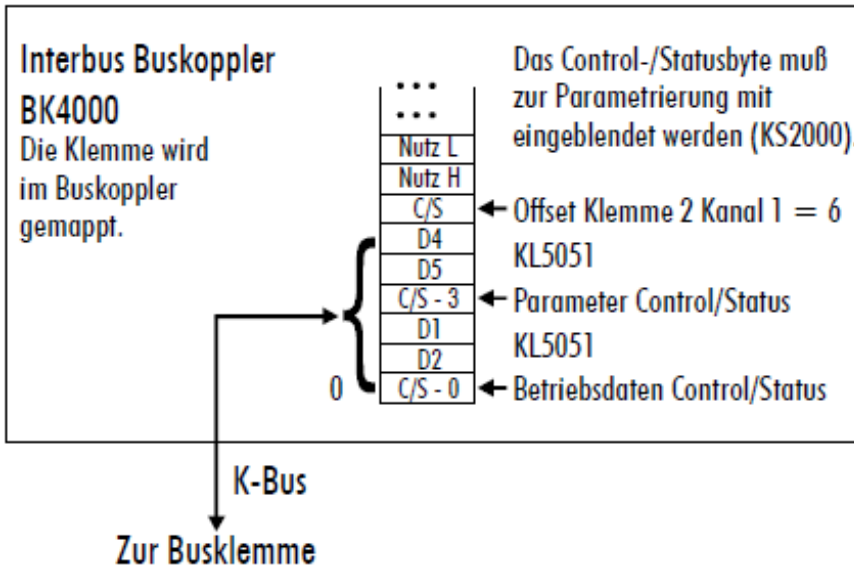 Interbus Buskoppler
BK4000
Die Klemme wird
im Buskoppler
gemappt.
...
...
Nutz L
Nutz H
C/S
D4
D5
C/S - 3
D1
D2
0
C/S - 0
Das Control-/Statusbyte muß
zur Parametrierung mit
eingeblendet werden (KS2000).
Offset Klemme 2 Kanal 1 = 6
KL5051
Parameter Control/Status
KL5051
Betriebsdaten Control/Status
K-Bus
Zur Busklemme